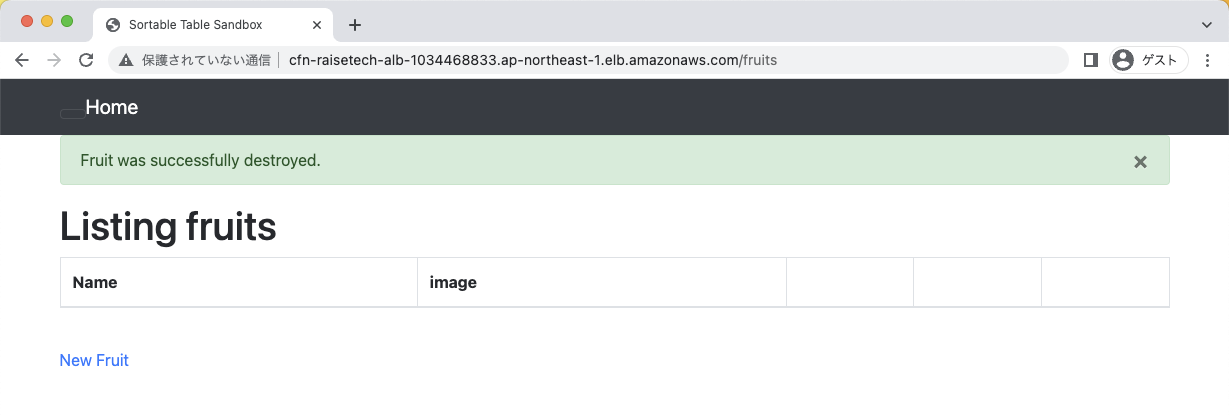 Sortable Table Sandbox
保護されていない通信 cfn-raisetech-alb-1034468833.ap-northeast-1.elb.amazonaws.com/fruits ゲスト
Home
Fruit was successfully destroyed. ×
Listing fruits
Name image
New Fruit